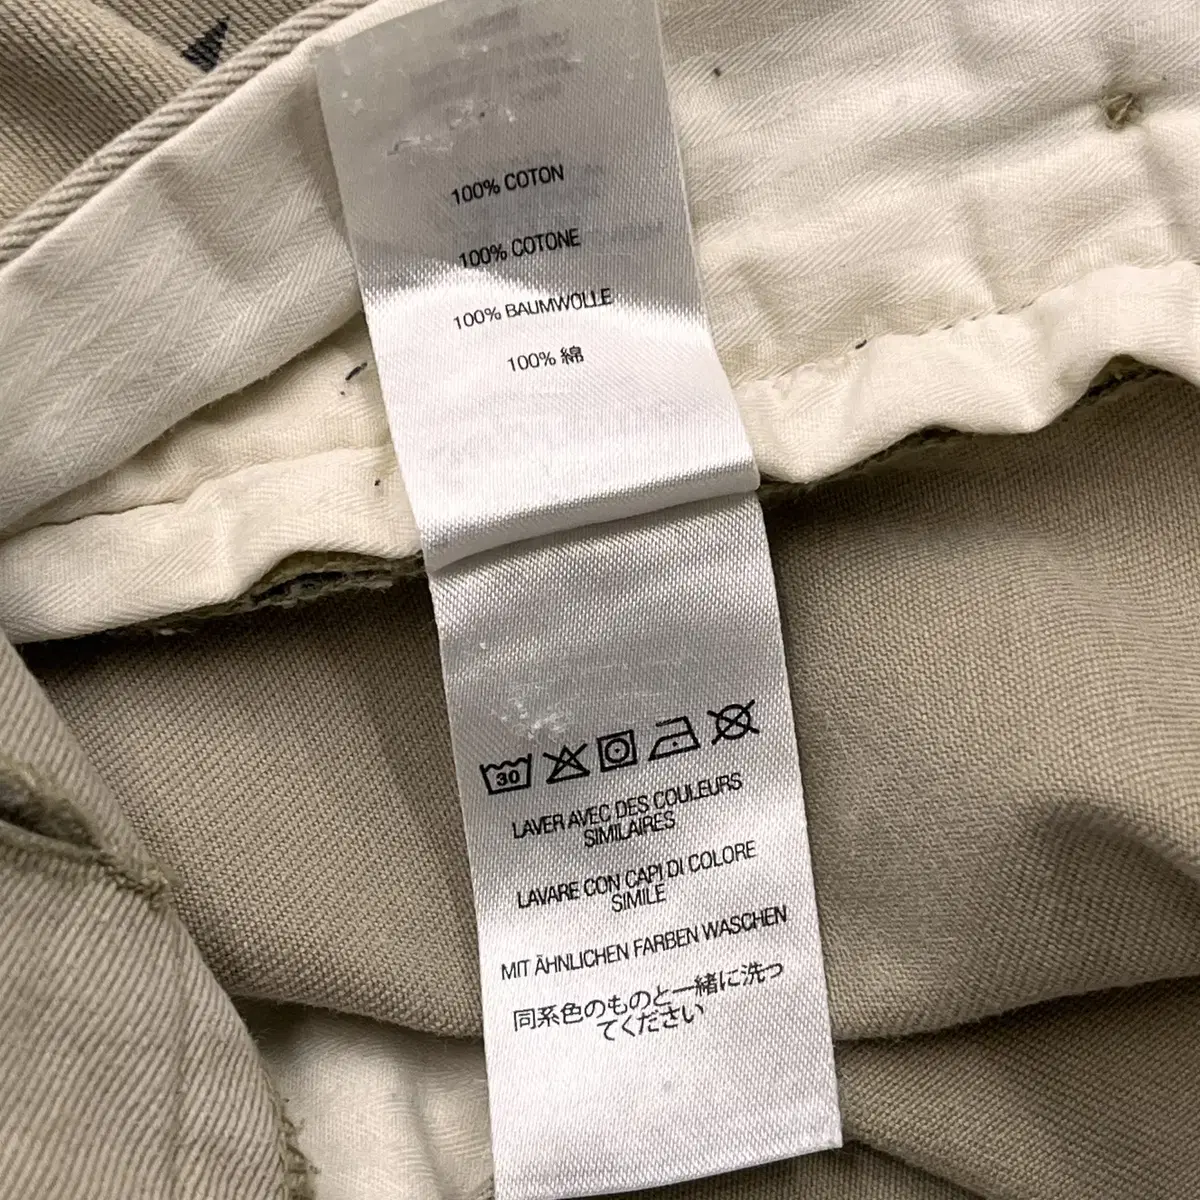 100% COTON
100% COTONE
100% BAUMWOLLE
100% 綿
30
LAVER AVEC DES COULEURS
SIMILAIRES
LAVARE CON CAPI DI COLORE
SIMILE
MIT ÄHNLICHEN FARBEN WASCHEN
同系色のものと一緒に洗っ
てください